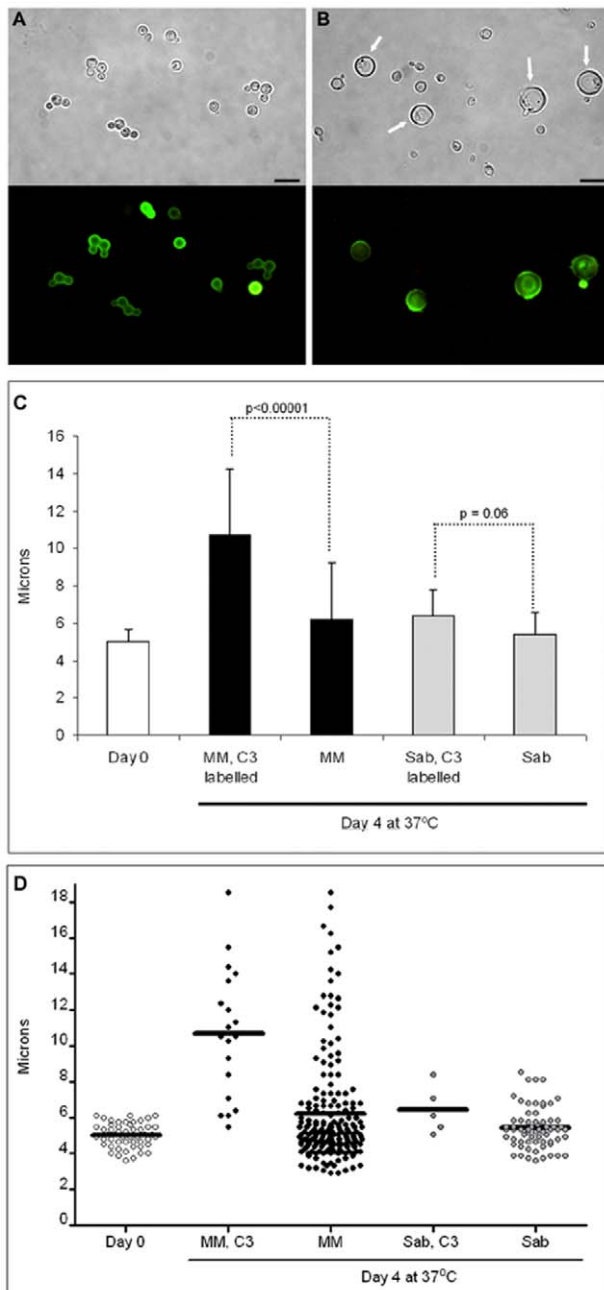 A B
C
p<0.00001
p = 0.06
Microns
16
14
12
10
8
6
4
2
0
Day 0 MM, C3 labelled MM Sab, C3 labelled Sab
Day 4 at 37⁰C
D
Microns
18
16
14
12
10
8
6
4
2
0
Day 0 MM, C3 MM Sab, C3 Sab
Day 4 at 37⁰C